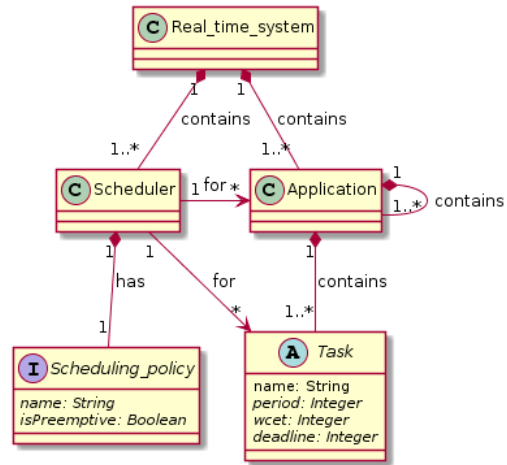 C Real_time_system
1 1
contains contains
1..* 1..*
C Scheduler
1 for *
C Application
1
1..* contains
1 1 1
has for contains
1 * 1..*
I Scheduling_policy
name: String
isPreemptive: Boolean
A Task
name: String
period: Integer
wcet: Integer
deadline: Integer